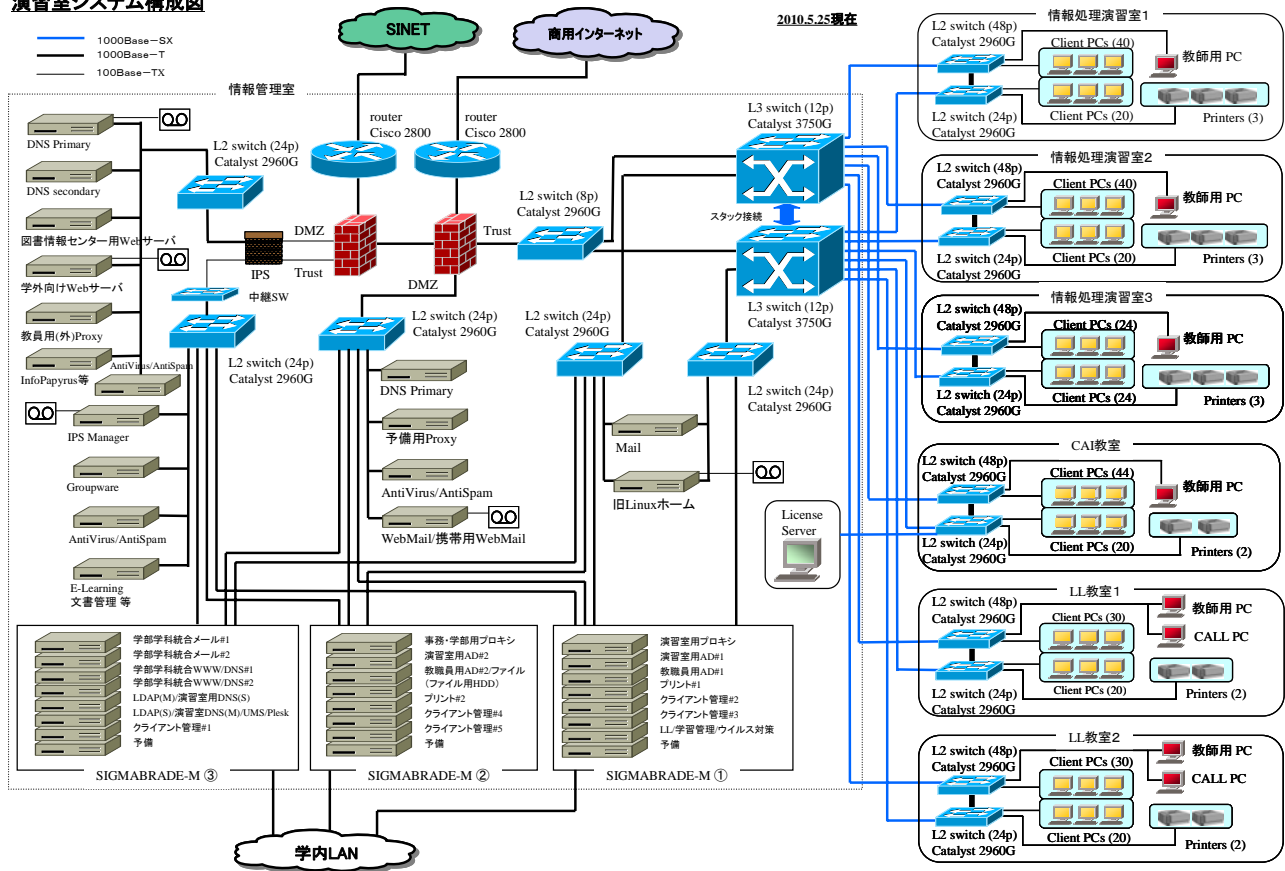 演習室システム構成図
1000Base－SX
1000Base－T
100Base－TX
SINET
商用インターネット
2010.5.25現在
情報管理室
DNS Primary
DNS secondary
図書情報センター用Webサーバ
学外向けWebサーバ
教員用(外)Proxy
InfoPapyrus等
AntiVirus/AntiSpam
IPS Manager
Groupware
AntiVirus/AntiSpam
E-Learning
文書管理 等
L2 switch (24p)
Catalyst 2960G
router
Cisco 2800
router
Cisco 2800
IPS
DMZ
Trust
中継SW
L2 switch (24p)
Catalyst 2960G
Trust
DMZ
L2 switch (8p)
Catalyst 2960G
L2 switch (24p)
Catalyst 2960G
DNS Primary
予備用Proxy
AntiVirus/AntiSpam
WebMail/携帯用WebMail
L2 switch (24p)
Catalyst 2960G
L3 switch (12p)
Catalyst 3750G
スタック接続
L3 switch (12p)
Catalyst 3750G
L2 switch (24p)
Catalyst 2960G
Mail
旧Linuxホーム
License
Server
学部学科統合メール#1
学部学科統合メール#2
学部学科統合WWW/DNS#1
学部学科統合WWW/DNS#2
LDAP(M)/演習室用DNS(S)
LDAP(S)/演習室DNS(M)/UMS/Plesk
クライアント管理#1
予備
SIGMABRADE-M ③
事務・学部用プロキシ
演習室用AD#2
教職員用AD#2/ファイル
(ファイル用HDD)
プリント#2
クライアント管理#4
クライアント管理#5
予備
SIGMABRADE-M ②
演習室用プロキシ
演習室用AD#1
教職員用AD#1
プリント#1
クライアント管理#2
クライアント管理#3
LL/学習管理/ウイルス対策
予備
SIGMABRADE-M ①
学内LAN
情報処理演習室1
L2 switch (48p)
Catalyst 2960G
Client PCs (40)
教師用 PC
L2 switch (24p)
Catalyst 2960G
Client PCs (20)
Printers (3)
情報処理演習室2
L2 switch (48p)
Catalyst 2960G
Client PCs (40)
教師用 PC
L2 switch (24p)
Catalyst 2960G
Client PCs (20)
Printers (3)
情報処理演習室3
L2 switch (48p)
Catalyst 2960G
Client PCs (24)
教師用 PC
L2 switch (24p)
Catalyst 2960G
Client PCs (24)
Printers (3)
CAI教室
L2 switch (48p)
Catalyst 2960G
Client PCs (44)
教師用 PC
L2 switch (24p)
Catalyst 2960G
Client PCs (20)
Printers (2)
LL教室1
L2 switch (48p)
Catalyst 2960G
Client PCs (30)
教師用 PC
CALL PC
L2 switch (24p)
Catalyst 2960G
Client PCs (20)
Printers (2)
LL教室2
L2 switch (48p)
Catalyst 2960G
Client PCs (30)
教師用 PC
CALL PC
L2 switch (24p)
Catalyst 2960G
Client PCs (20)
Printers (2)